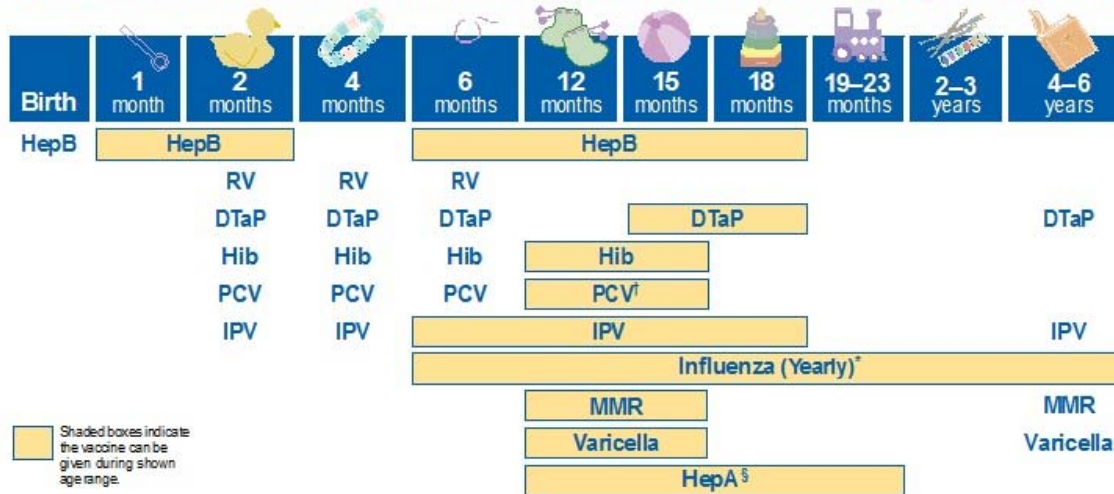 Birth
1
month
2
months
4
months
6
months
12
months
15
months
18
months
19–23
months
2–3
years
4–6
years
HepB HepB HepB
RV RV RV
DTaP DTaP DTaP DTaP DTaP
Hib Hib Hib Hib
PCV PCV PCV PCV†
IPV IPV IPV IPV
Influenza (Yearly)*
MMR MMR
Varicella Varicella
HepA§
Shaded boxes indicate
the vaccine can be
given during shown
age range.